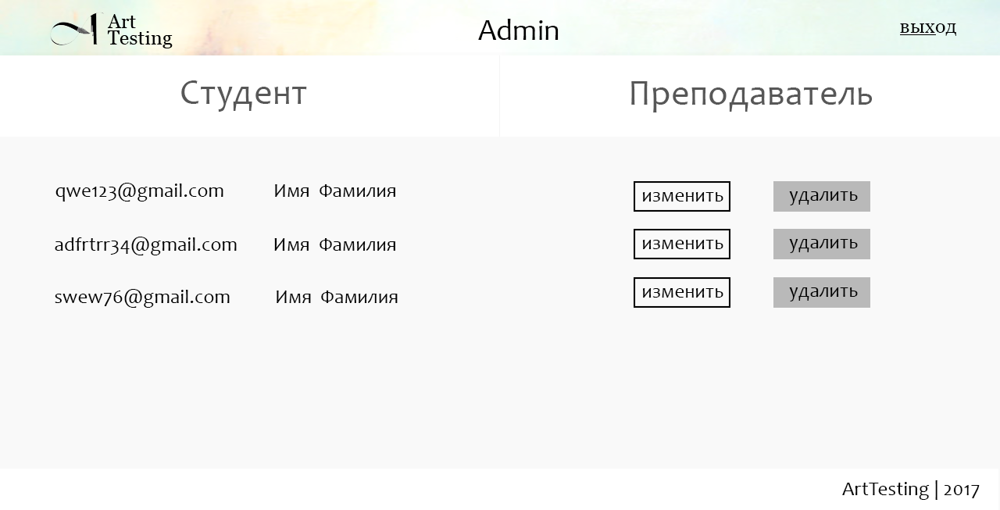 Art
Testing
Admin
выход
Студент
Преподаватель
qwe123@gmail.com Имя Фамилия изменить удалить
adfrtrr34@gmail.com Имя Фамилия изменить удалить
swew76@gmail.com Имя Фамилия изменить удалить
ArtTesting | 2017